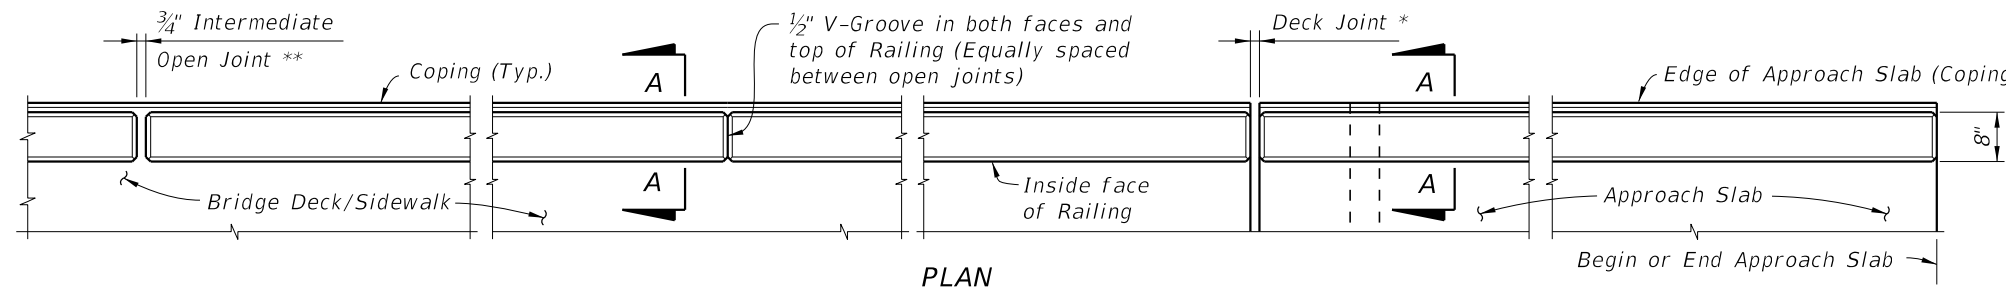 ¾" Intermediate
Open Joint **
Coping (Typ.)
A
½" V-Groove in both faces and
top of Railing (Equally spaced
between open joints)
Deck Joint *
A
Edge of Approach Slab (Coping
8"
Bridge Deck/Sidewalk
A
Inside face
of Railing
A
Approach Slab
Begin or End Approach Slab
PLAN